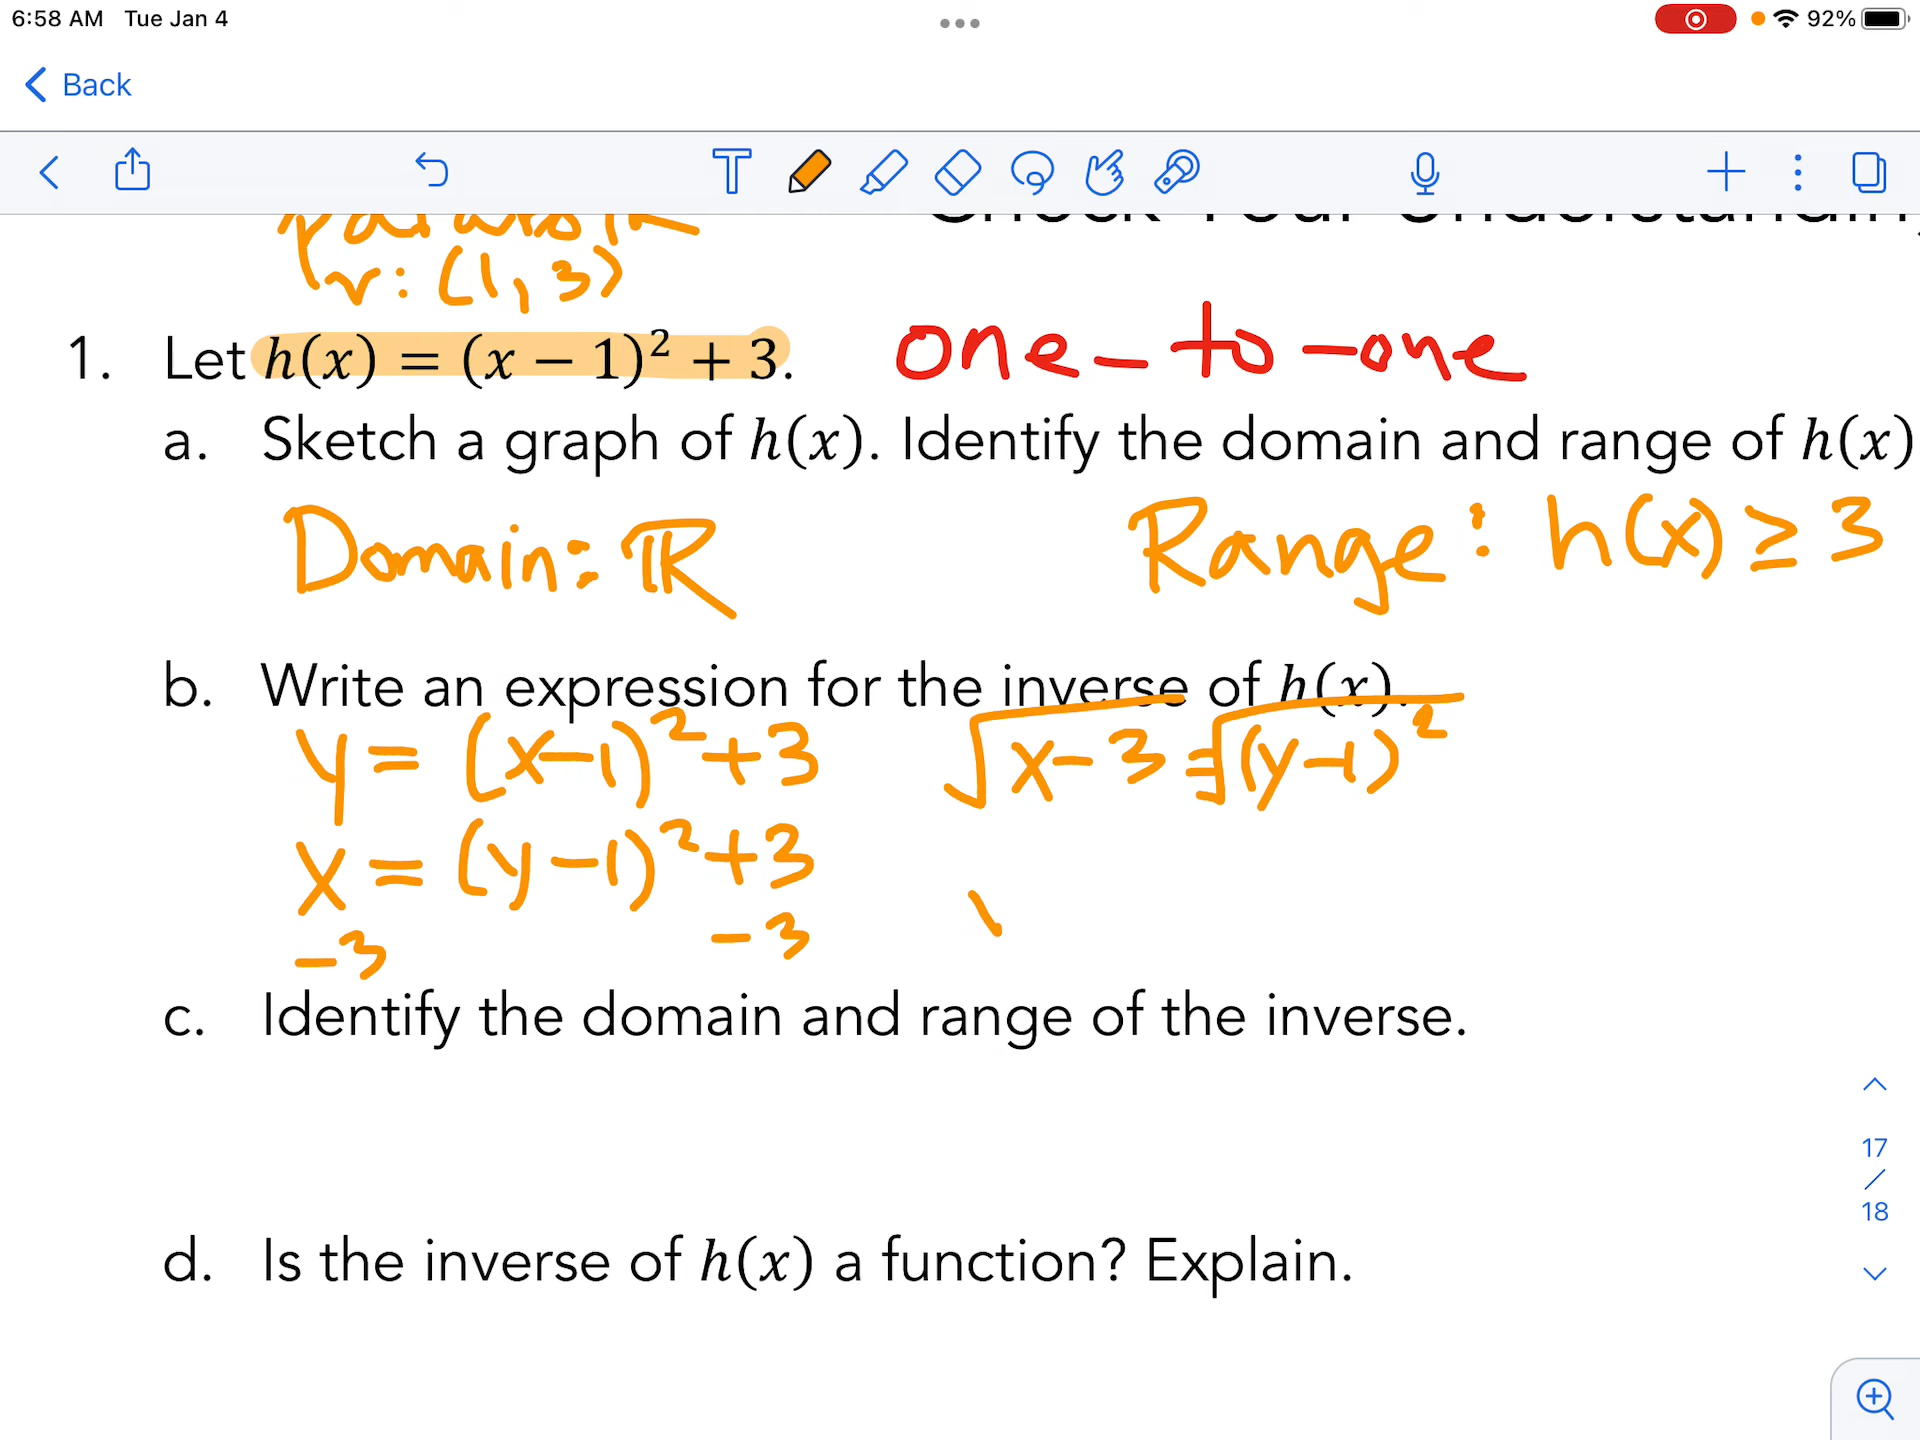 6:58 AM Tue Jan 4 92%
Back
v: (1, 3)
1. Let h(x) = (x − 1)² + 3. one-to-one
a. Sketch a graph of h(x). Identify the domain and range of h(x)
Domain: ℝ Range: h(x) ≥ 3
b. Write an expression for the inverse of h(x).
y = (x-1)² + 3 √x-3 = √(y-1)²
x = (y-1)² + 3
-3 -3
c. Identify the domain and range of the inverse.
17
/
18
d. Is the inverse of h(x) a function? Explain.